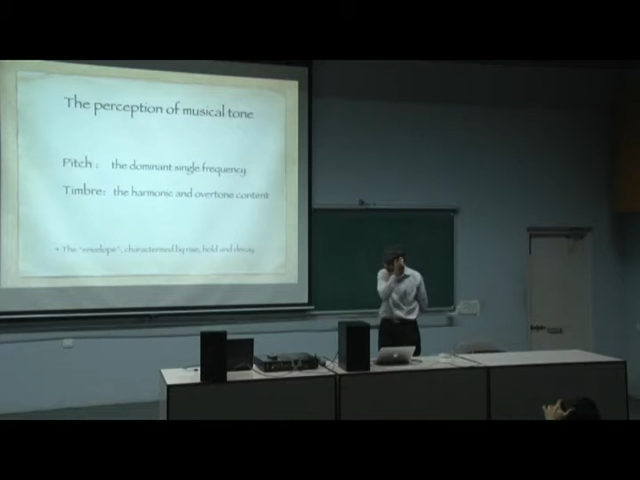 The perception of musical tone
Pitch : the dominant single frequency
Timbre: the harmonic and overtone content
* The "envelope", characterised by rise, hold and decay